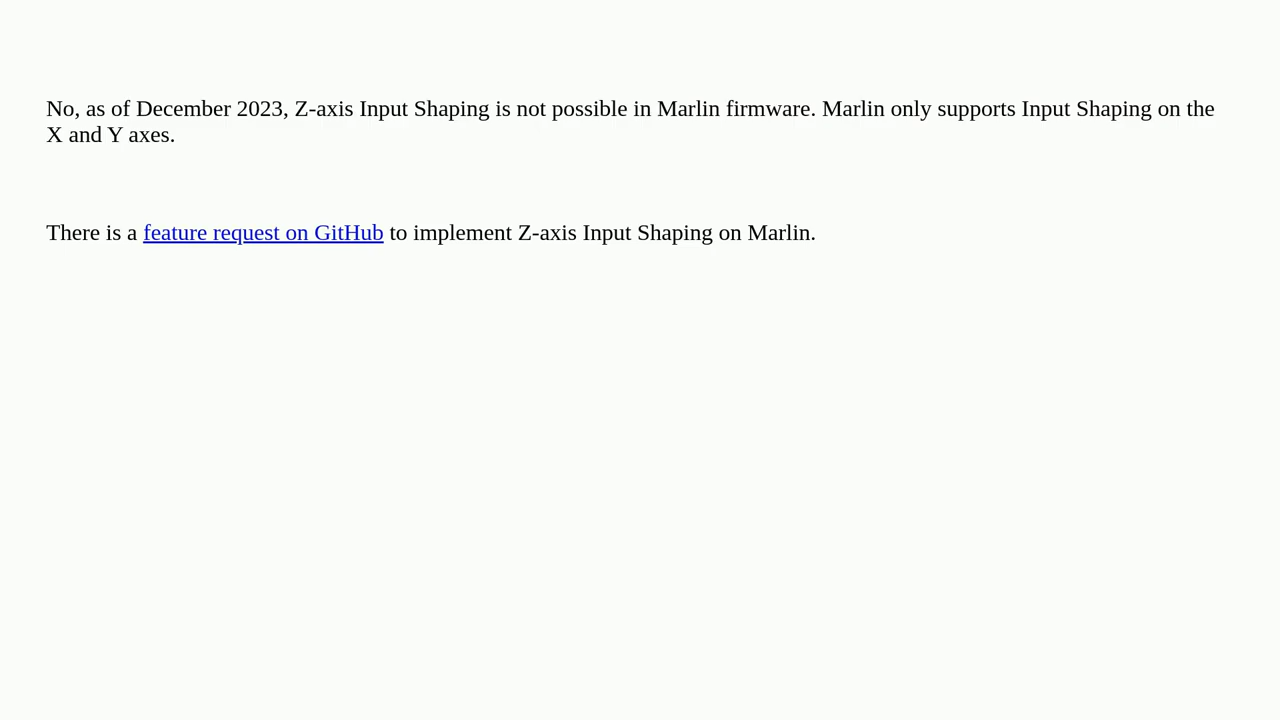 No, as of December 2023, Z-axis Input Shaping is not possible in Marlin firmware. Marlin only supports Input Shaping on the
X and Y axes.
There is a feature request on GitHub to implement Z-axis Input Shaping on Marlin.